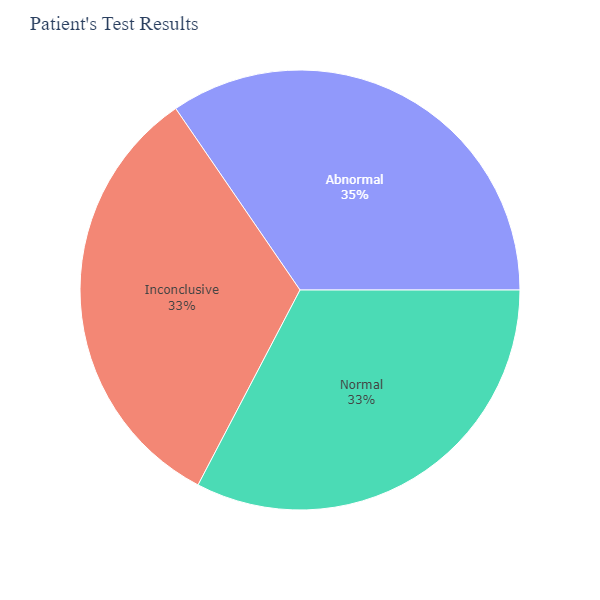 Patient's Test Results
Abnormal
35%
Inconclusive
33%
Normal
33%